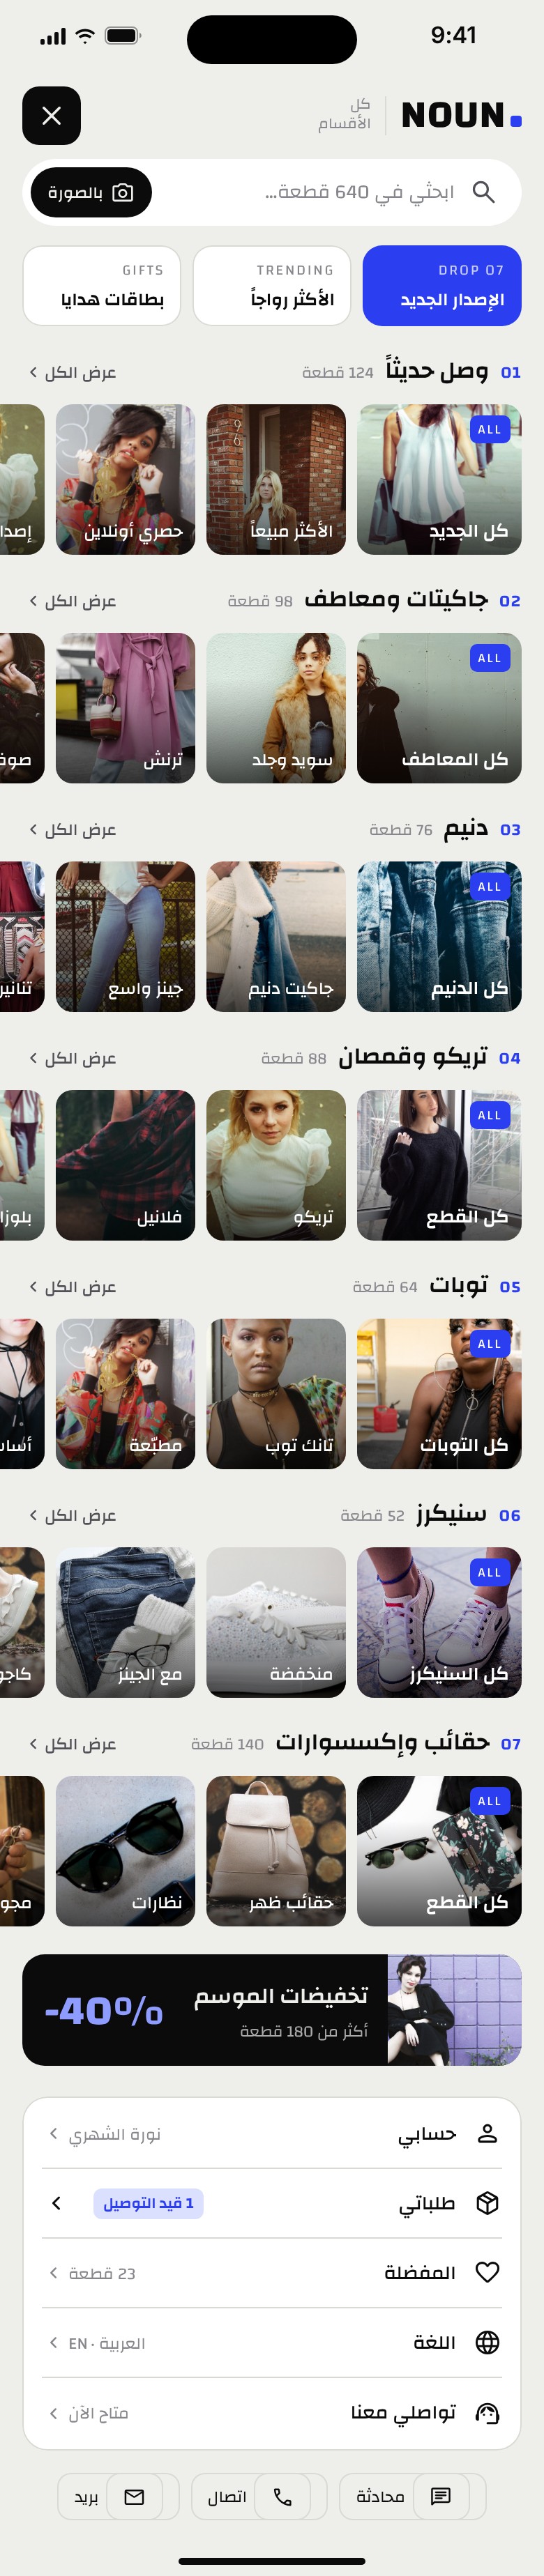 9:41
NOUN.
كل
الأقسام
ابحثي في 640 قطعة...
بالصورة
DROP 07
الإصدار الجديد
TRENDING
الأكثر رواجاً
GIFTS
بطاقات هدايا
01 وصل حديثاً 124 قطعة
عرض الكل
ALL
كل الجديد
الأكثر مبيعاً
حصري أونلاين
إصدا
02 جاكيتات ومعاطف 98 قطعة
عرض الكل
ALL
كل المعاطف
سويد وجلد
ترنش
صوف
03 دنيم 76 قطعة
عرض الكل
ALL
كل الدنيم
جاكيت دنيم
جينز واسع
تنانير
04 تريكو وقمصان 88 قطعة
عرض الكل
ALL
كل القطع
تريكو
فلانيل
بلوزا
05 توبات 64 قطعة
عرض الكل
ALL
كل التوبات
تانك توب
مطبّعة
أسا
06 سنيكرز 52 قطعة
عرض الكل
ALL
كل السنيكرز
منخفضة
مع الجينز
كاجو
07 حقائب وإكسسوارات 140 قطعة
عرض الكل
ALL
كل القطع
حقائب ظهر
نظارات
مجو
تخفيضات الموسم
أكثر من 180 قطعة
-40%
حسابي
نورة الشهري
طلباتي
1 قيد التوصيل
المفضلة
23 قطعة
اللغة
العربية · EN
تواصلي معنا
متاح الآن
محادثة
اتصال
بريد